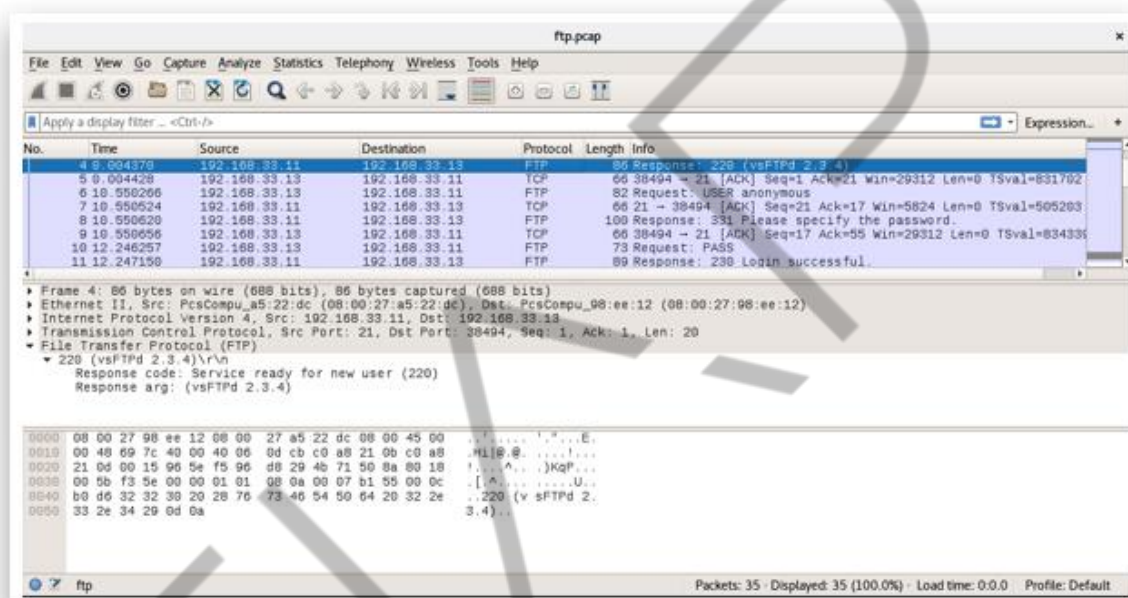 ftp.pcap
File Edit View Go Capture Analyze Statistics Telephony Wireless Tools Help
Apply a display filter ... <Ctrl-/> Expression... +
No. Time Source Destination Protocol Length Info
4 0.004370 192.168.33.11 192.168.33.13 FTP 86 Response: 220 (vsFTPd 2.3.4)
5 0.004428 192.168.33.13 192.168.33.11 TCP 66 38494 → 21 [ACK] Seq=1 Ack=21 Win=29312 Len=0 TSval=831702
6 10.550266 192.168.33.13 192.168.33.11 FTP 82 Request: USER anonymous
7 10.550524 192.168.33.11 192.168.33.13 TCP 66 21 → 38494 [ACK] Seq=21 Ack=17 Win=5824 Len=0 TSval=505203
8 10.550620 192.168.33.11 192.168.33.13 FTP 100 Response: 331 Please specify the password.
9 10.550656 192.168.33.13 192.168.33.11 TCP 66 38494 → 21 [ACK] Seq=17 Ack=55 Win=29312 Len=0 TSval=834339
10 12.246257 192.168.33.13 192.168.33.11 FTP 73 Request: PASS
11 12.247150 192.168.33.11 192.168.33.13 FTP 89 Response: 230 Login successful.
Frame 4: 86 bytes on wire (688 bits), 86 bytes captured (688 bits)
Ethernet II, Src: PcsCompu_a5:22:dc (08:00:27:a5:22:dc), Dst: PcsCompu_98:ee:12 (08:00:27:98:ee:12)
Internet Protocol Version 4, Src: 192.168.33.11, Dst: 192.168.33.13
Transmission Control Protocol, Src Port: 21, Dst Port: 38494, Seq: 1, Ack: 1, Len: 20
File Transfer Protocol (FTP)
220 (vsFTPd 2.3.4)\r\n
Response code: Service ready for new user (220)
Response arg: (vsFTPd 2.3.4)
0000 08 00 27 98 ee 12 08 00 27 a5 22 dc 08 00 45 00 ..'..... '."...E.
0010 00 48 69 7c 40 00 40 06 0d cb c0 a8 21 0b c0 a8 .Hi|@.@. ....!...
0020 21 0d 00 15 96 5e f5 96 d8 29 4b 71 50 8a 80 18 !....^.. .)KqP...
0030 00 5b f3 5e 00 00 01 01 08 0a 00 07 b1 55 00 0c .[.^.... .....U..
0040 b0 d6 32 32 30 20 28 76 73 46 54 50 64 20 32 2e ..220 (v sFTPd 2.
0050 33 2e 34 29 0d 0a 3.4)..
ftp Packets: 35 · Displayed: 35 (100.0%) · Load time: 0:0.0 Profile: Default